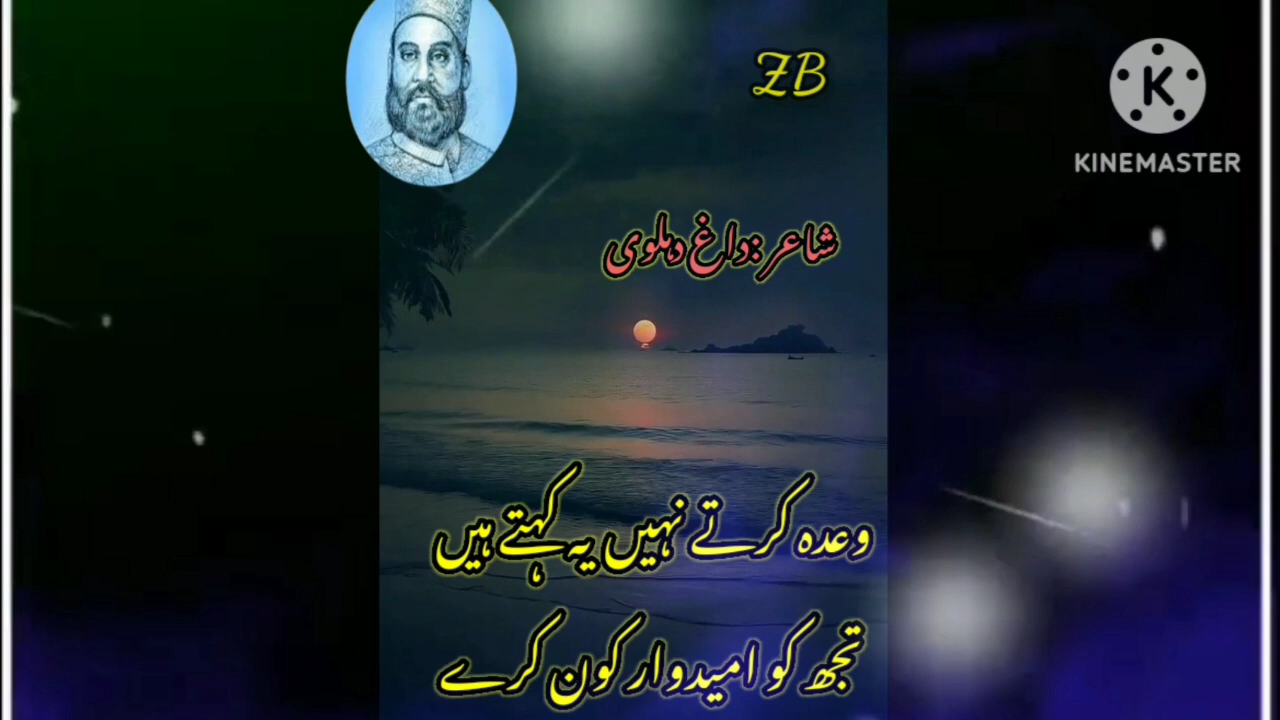 ZB
K
KINEMASTER
شاعر :داغ دہلوی
وعدہ کرتے نہیں یہ کہتے ہیں
تجھ کو امیدوار کون کرے